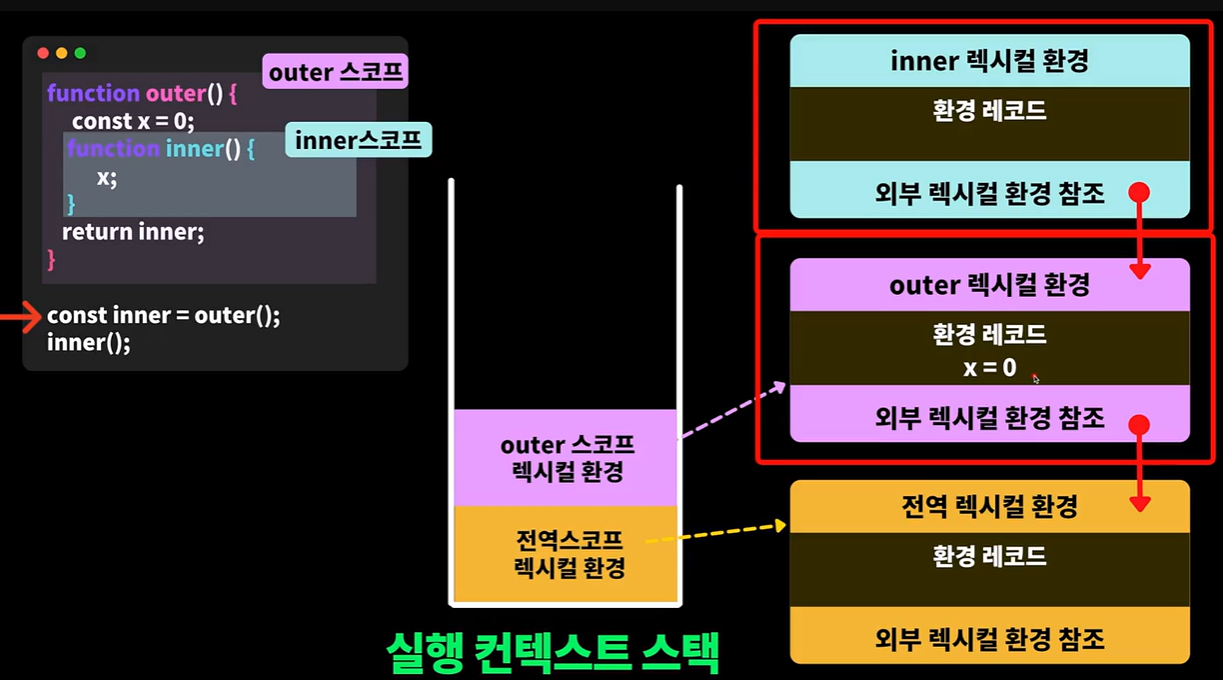 outer 스코프
function outer() {
const x = 0;
inner스코프
function inner() {
x;
}
return inner;
}
const inner = outer();
inner();
outer 스코프
렉시컬 환경
전역스코프
렉시컬 환경
실행 컨텍스트 스택
inner 렉시컬 환경
환경 레코드
외부 렉시컬 환경 참조
outer 렉시컬 환경
환경 레코드
x = 0
외부 렉시컬 환경 참조
전역 렉시컬 환경
환경 레코드
외부 렉시컬 환경 참조